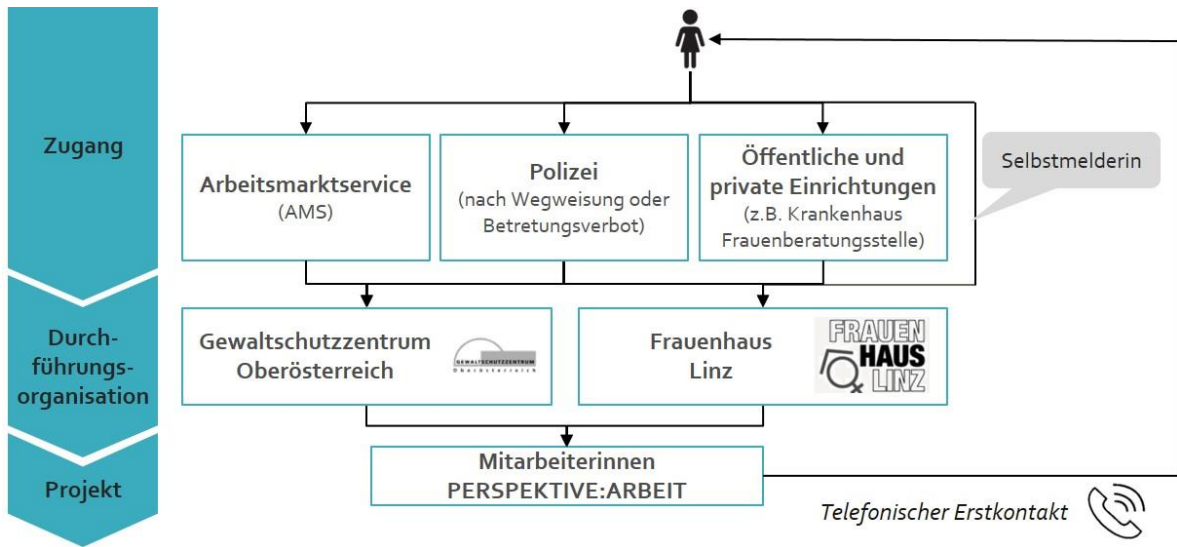 Zugang
Arbeitsmarktservice
(AMS)
Polizei
(nach Wegweisung oder
Betretungsverbot)
Öffentliche und
private Einrichtungen
(z.B. Krankenhaus
Frauenberatungsstelle)
Selbstmelderin
Durch-
führungs-
organisation
Gewaltschutzzentrum
Oberösterreich
GEWALTSCHUTZZENTRUM
Oberösterreich
Frauenhaus
Linz
FRAUEN
HAUS
LINZ
Projekt
Mitarbeiterinnen
PERSPEKTIVE:ARBEIT
Telefonischer Erstkontakt